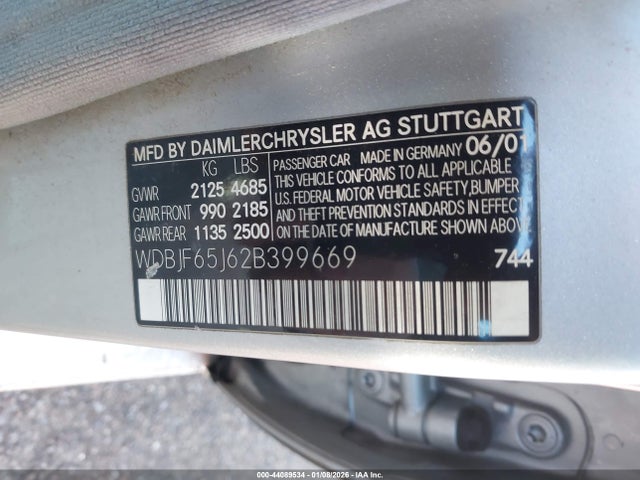 MFD BY DAIMLERCHRYSLER AG STUTTGART
KG LBS
GVWR 2125 4685
GAWR FRONT 990 2185
GAWR REAR 1135 2500
PASSENGER CAR MADE IN GERMANY 06/01
THIS VEHICLE CONFORMS TO ALL APPLICABLE
U.S. FEDERAL MOTOR VEHICLE SAFETY, BUMPER
AND THEFT PREVENTION STANDARDS IN EFFECT
ON DATE OF MANUFACTURE SHOWN ABOVE.
WDBJF65J62B399669 744
000-44089534 - 01/08/2026 - IAA Inc.